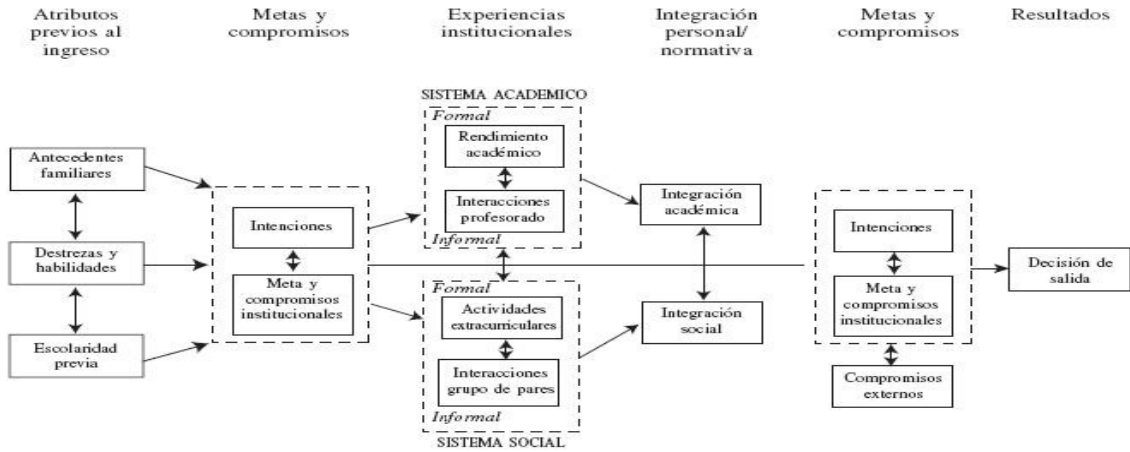 Atributos
previos al
ingreso
Metas y
compromisos
Experiencias
institucionales
Integración
personal/
normativa
Metas y
compromisos
Resultados
SISTEMA ACADEMICO
Formal
Rendimiento
académico
Interacciones
profesorado
Informal
Antecedentes
familiares
Destrezas y
habilidades
Escolaridad
previa
Intenciones
Meta y
compromisos
institucionales
Formal
Actividades
extracurriculares
Interacciones
grupo de pares
Informal
SISTEMA SOCIAL
Integración
académica
Integración
social
Intenciones
Meta y
compromisos
institucionales
Compromisos
externos
Decisión de
salida